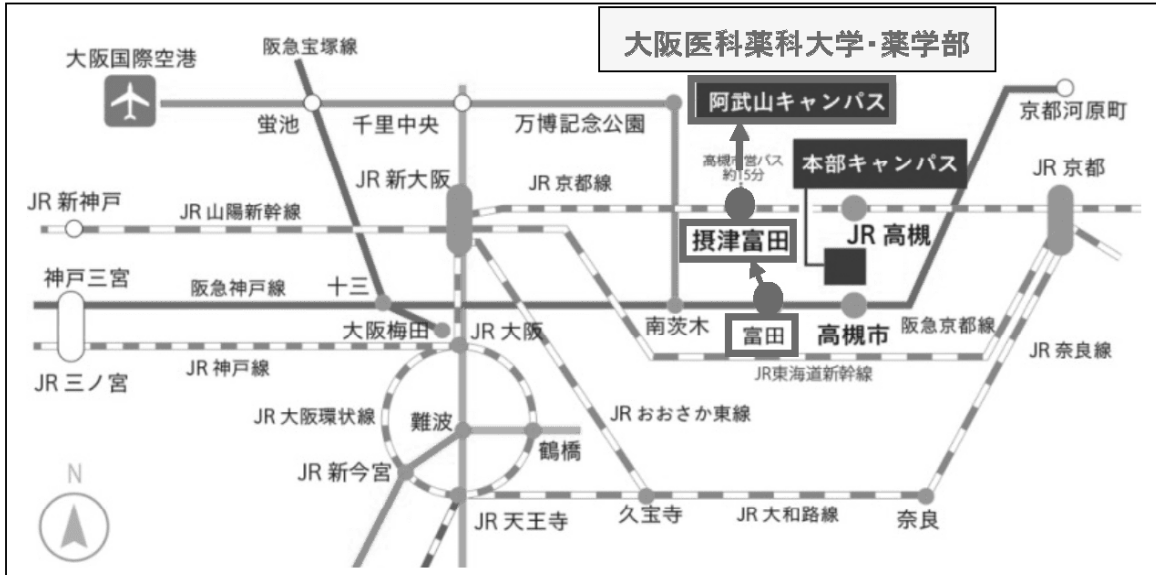 大阪医科薬科大学・薬学部
阪急宝塚線
大阪国際空港
阿武山キャンパス
京都河原町
蛍池
千里中央
万博記念公園
高槻市営バス
約15分
本部キャンパス
JR 新大阪
JR 京都線
JR 京都
JR 新神戸
JR 山陽新幹線
摂津富田
JR 高槻
神戸三宮
阪急神戸線
十三
大阪梅田
JR 大阪
南茨木
富田
高槻市
阪急京都線
JR 奈良線
JR 三ノ宮
JR 神戸線
JR東海道新幹線
JR 大阪環状線
難波
JR おおさか東線
鶴橋
JR 新今宮
N
JR 天王寺
久宝寺
JR 大和路線
奈良